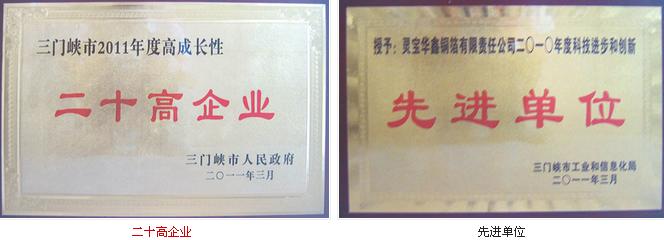 三门峡市2011年度高成长性
二十高企业
三门峡市人民政府
二〇一一年三月
二十高企业
授予：灵宝华鑫铜箔有限责任公司二〇一〇年度科技进步和创新
先进单位
三门峡市工业和信息化局
二〇一一年三月
先进单位